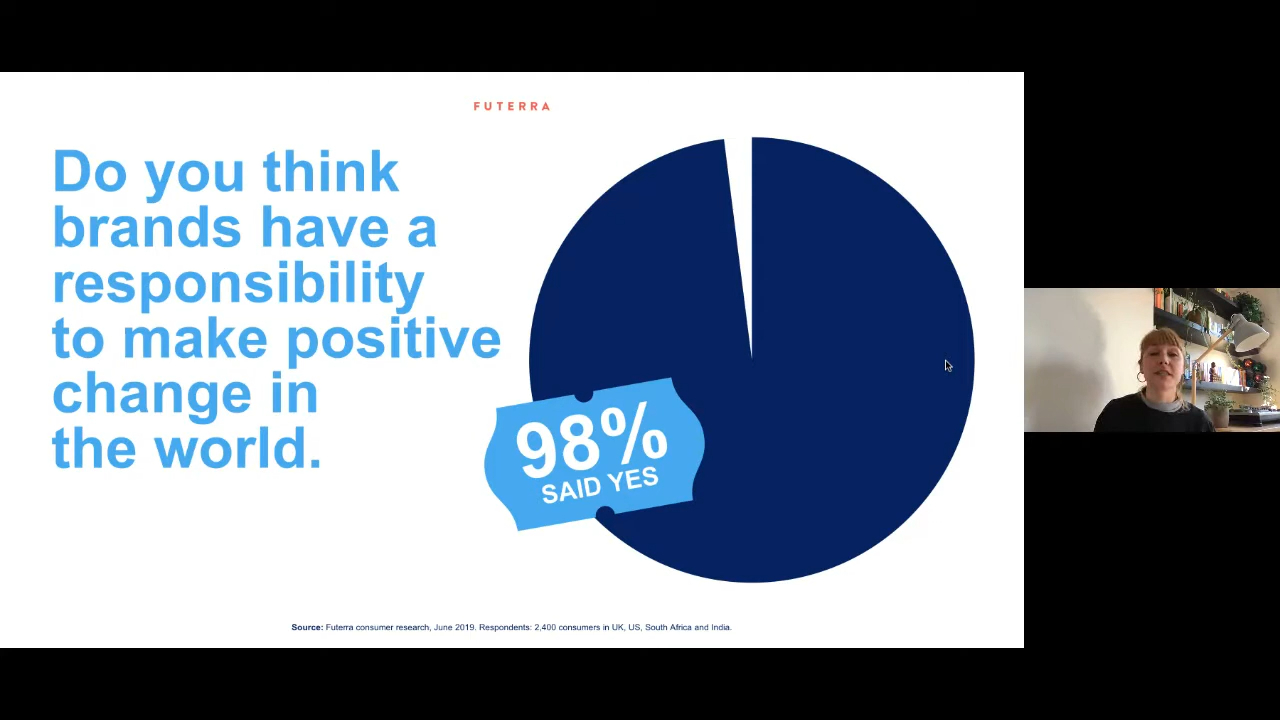 FUTERRA
Do you think
brands have a
responsibility
to make positive
change in
the world.
98%
SAID YES
Source: Futerra consumer research, June 2019. Respondents: 2,400 consumers in UK, US, South Africa and India.